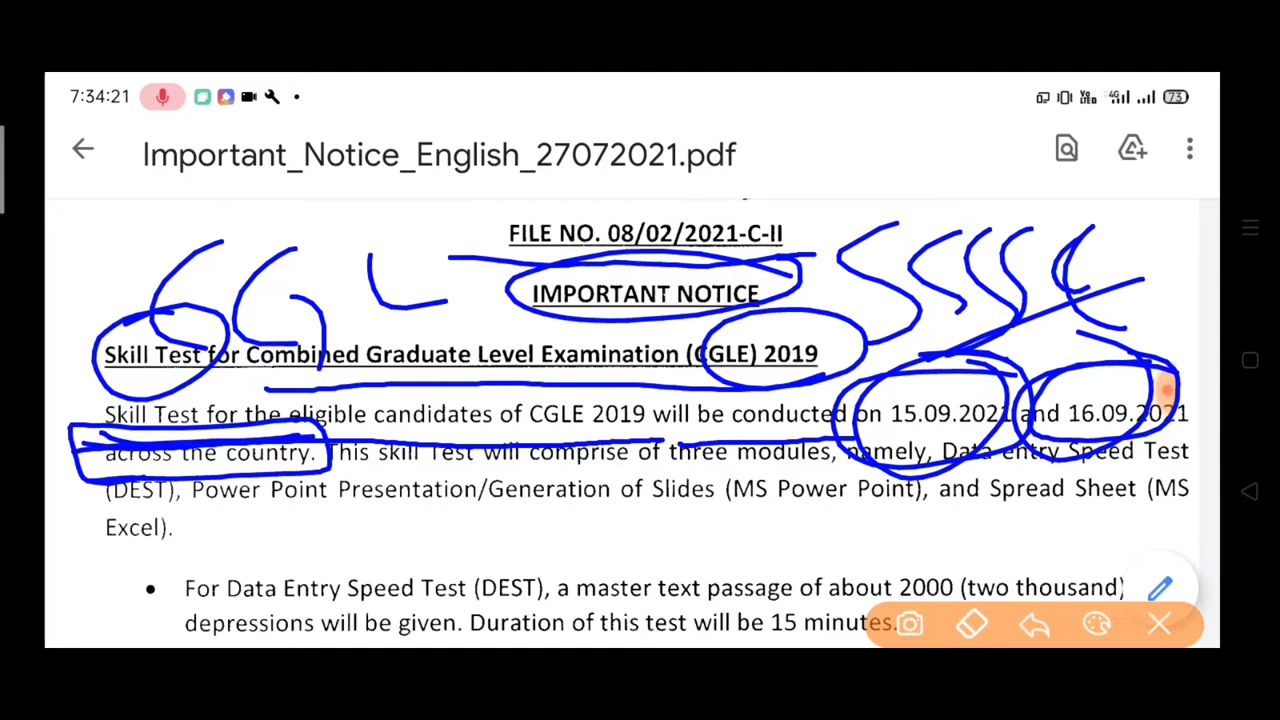 7:34:21 Vo LTE 4G 73
Important_Notice_English_27072021.pdf
FILE NO. 08/02/2021-C-II
CGL
IMPORTANT NOTICE
Skill Test for Combined Graduate Level Examination (CGLE) 2019
Skill Test for the eligible candidates of CGLE 2019 will be conducted on 15.09.2021 and 16.09.2021
across the country. This skill Test will comprise of three modules, namely, Data entry Speed Test
(DEST), Power Point Presentation/Generation of Slides (MS Power Point), and Spread Sheet (MS
Excel).
• For Data Entry Speed Test (DEST), a master text passage of about 2000 (two thousand)
depressions will be given. Duration of this test will be 15 minutes.